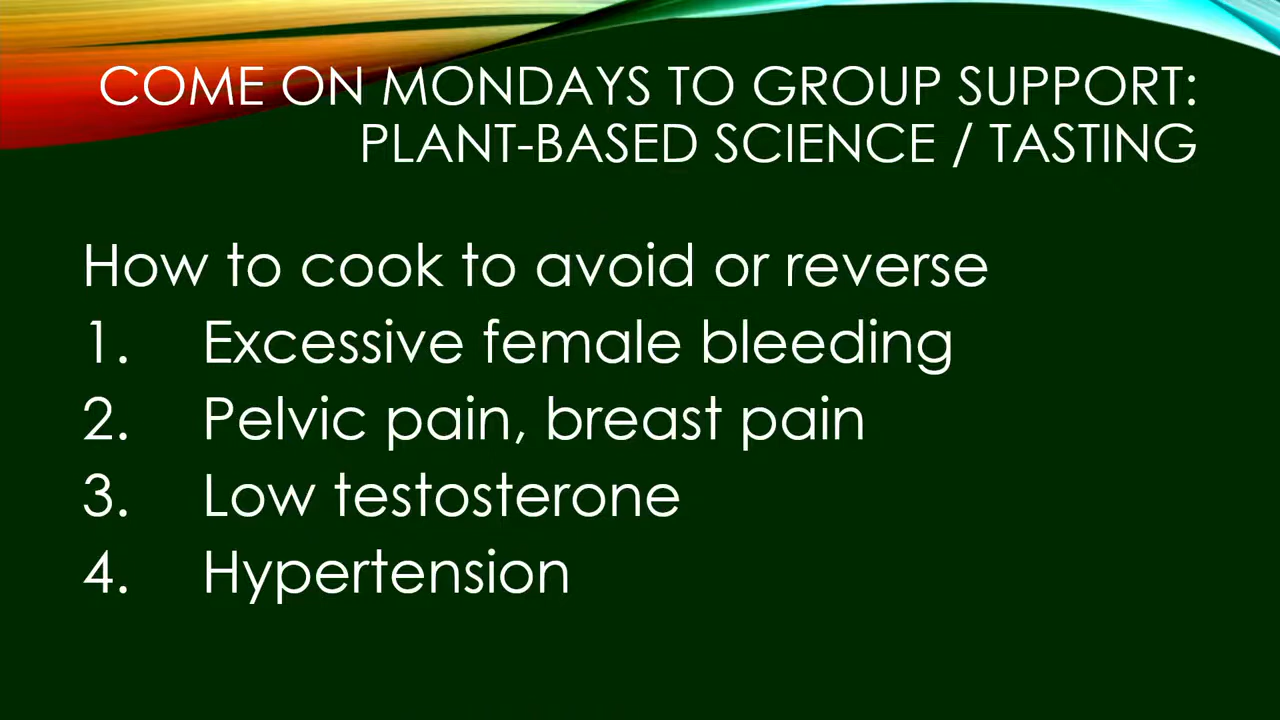 COME ON MONDAYS TO GROUP SUPPORT:
PLANT-BASED SCIENCE / TASTING
How to cook to avoid or reverse
1. Excessive female bleeding
2. Pelvic pain, breast pain
3. Low testosterone
4. Hypertension